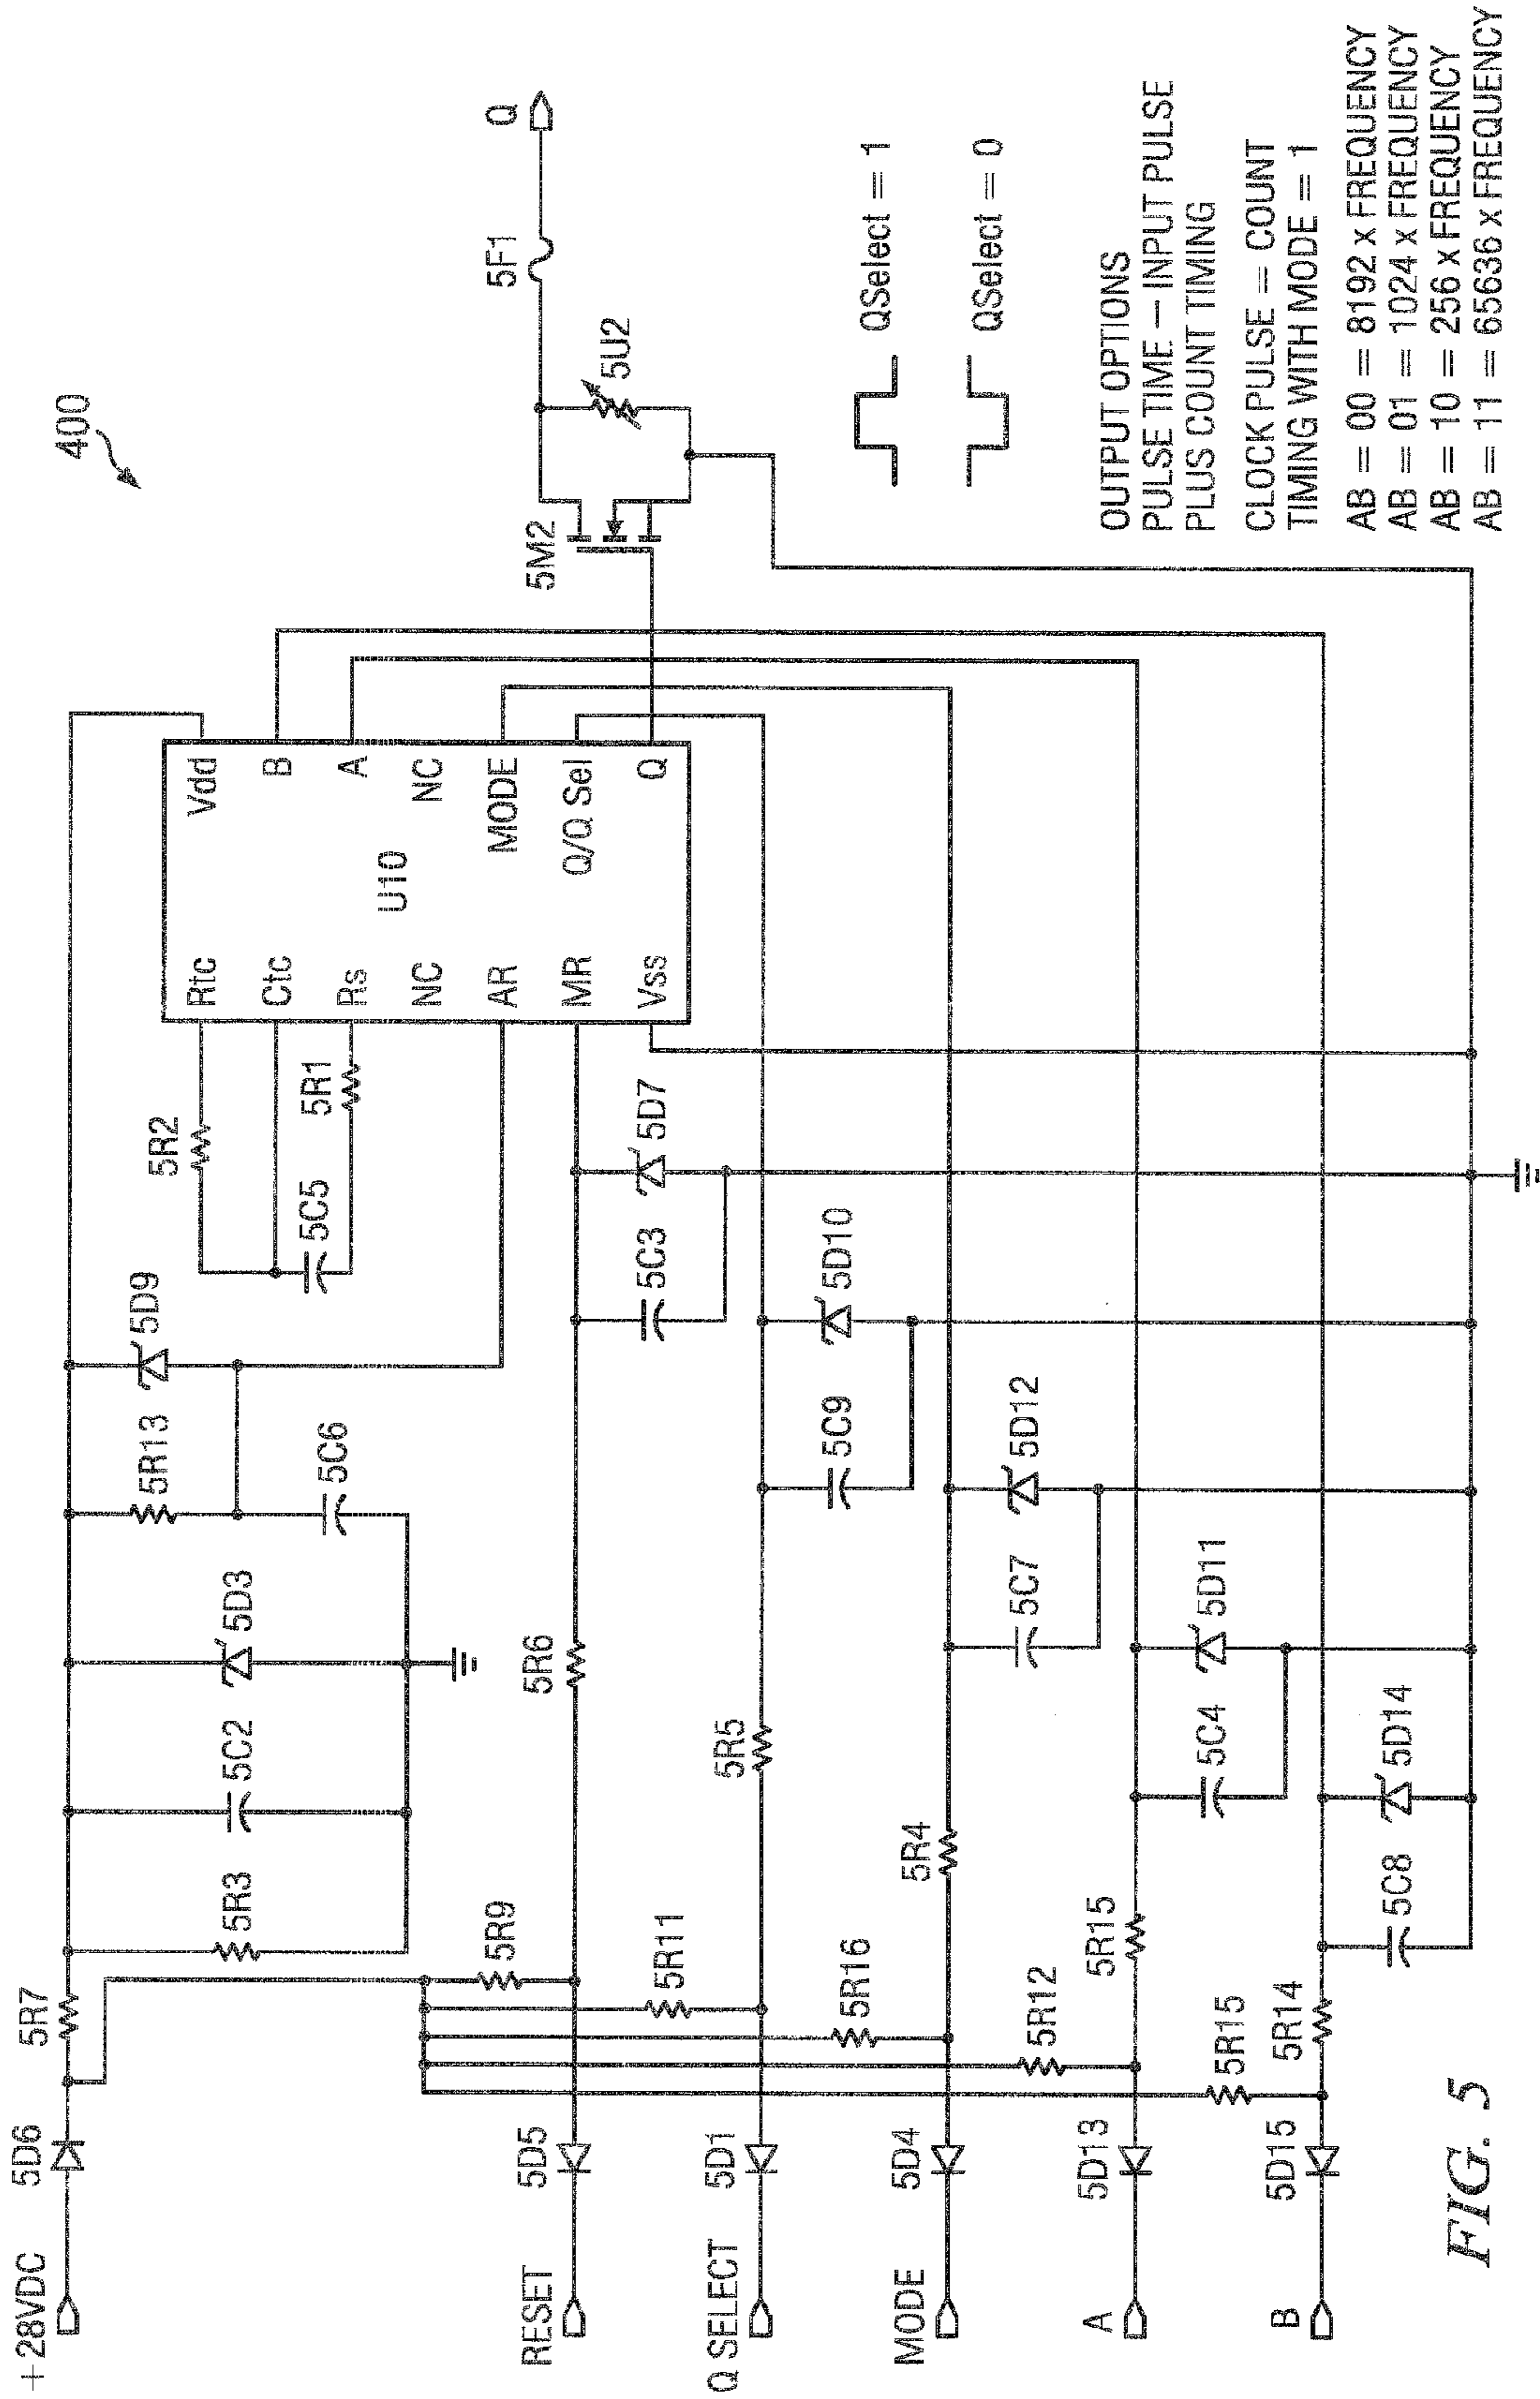 400
+28VDC
5D6
5R7
5R3
5C2
5D3
5R13
5C6
5D9
5R2
5C5
5R1
U10
Rtc
Ctc
Rs
NC
AR
MR
Vss
Vdd
B
A
NC
MODE
Q/Q Sel
Q
5M2
5U2
5F1
Q
RESET
5D5
5R9
5R6
5C3
5D7
Q SELECT
5D1
5R11
5R5
5C9
5D10
MODE
5D4
5R16
5R4
5C7
5D12
A
5D13
5R12
5R15
5C4
5D11
B
5D15
5R15
5R14
5C8
5D14
QSelect = 1
QSelect = 0
OUTPUT OPTIONS
PULSE TIME – INPUT PULSE
PLUS COUNT TIMING
CLOCK PULSE = COUNT
TIMING WITH MODE = 1
AB = 00 = 8192 x FREQUENCY
AB = 01 = 1024 x FREQUENCY
AB = 10 = 256 x FREQUENCY
AB = 11 = 65636 x FREQUENCY
FIG. 5